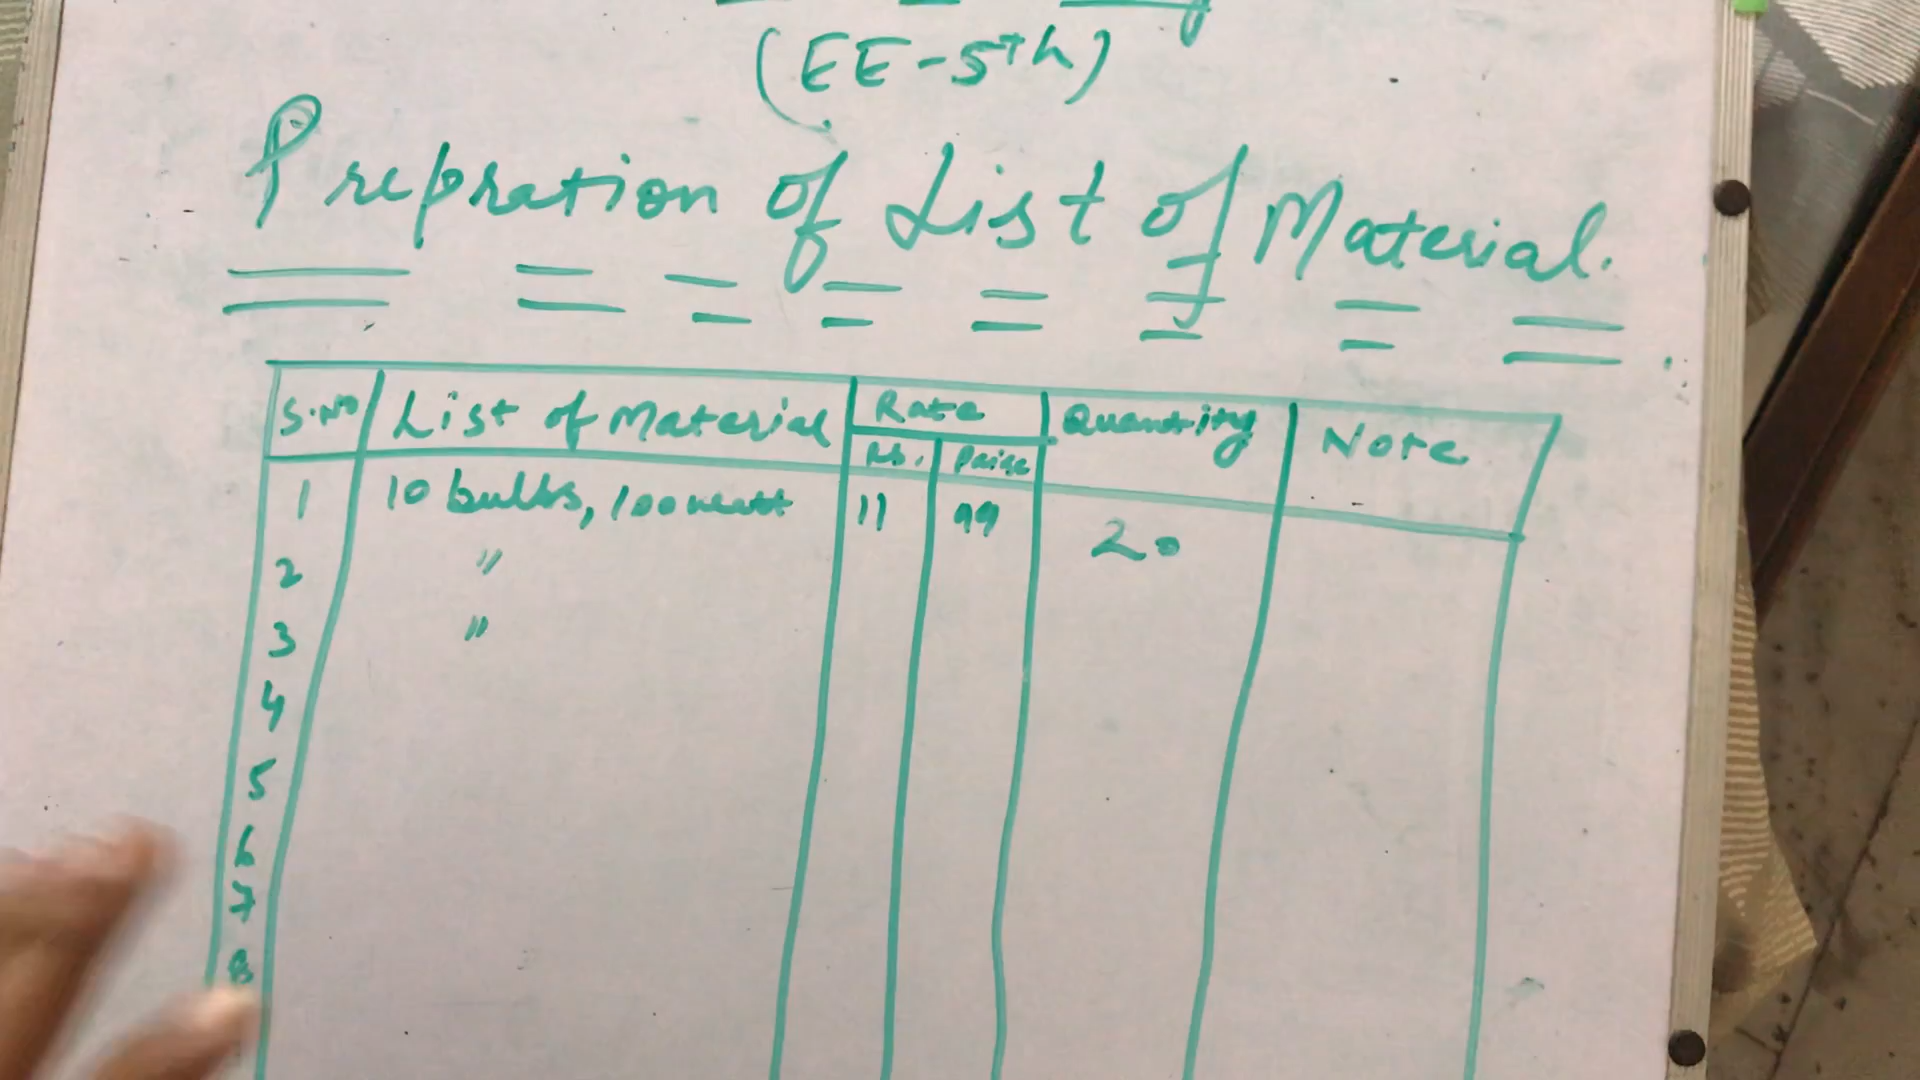 (EE-5th)
Prepration of List of Material.
S.No List of Material Rate Quantity Note
Rs. Paise
1 10 bulbs, 100 watt 11 99 20
2 "
3 "
4
5
6
7
8